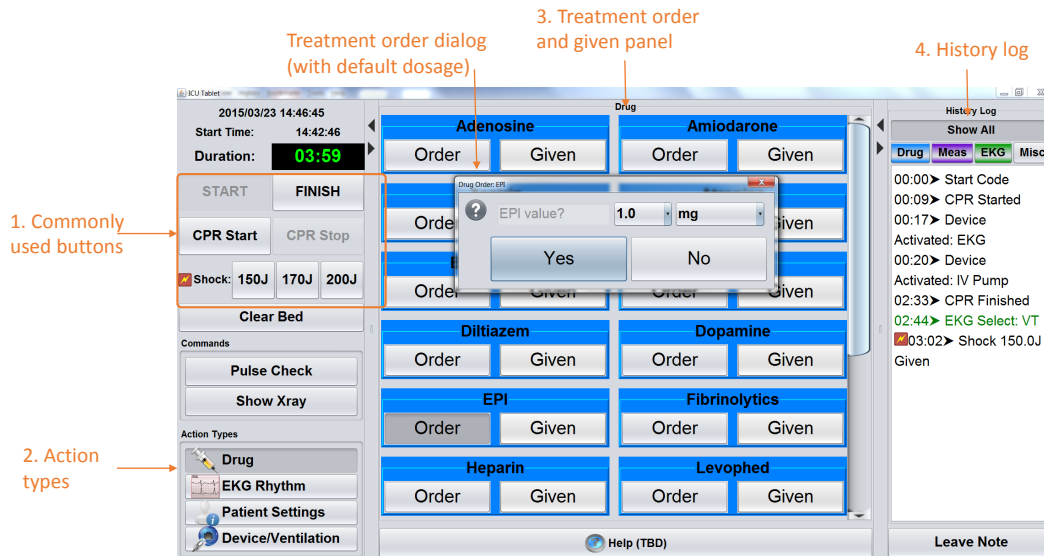 3. Treatment order
and given panel
Treatment order dialog
(with default dosage)
4. History log
1. Commonly
used buttons
2. Action
types
ICU Tablet
2015/03/23 14:46:45
Start Time: 14:42:46
Duration: 03:59
START FINISH
CPR Start CPR Stop
Shock: 150J 170J 200J
Clear Bed
Commands
Pulse Check
Show Xray
Action Types
Drug
EKG Rhythm
Patient Settings
Device/Ventilation
Drug
Adenosine Amiodarone
Order Given Order Given
Order Given
Order Given Order Given
Diltiazem Dopamine
Order Given Order Given
EPI Fibrinolytics
Order Given Order Given
Heparin Levophed
Order Given Order Given
Drug Order: EPI
EPI value? 1.0 mg
Yes No
Help (TBD)
History Log
Show All
Drug Meas EKG Misc
00:00➤ Start Code
00:09➤ CPR Started
00:17➤ Device
Activated: EKG
00:20➤ Device
Activated: IV Pump
02:33➤ CPR Finished
02:44➤ EKG Select: VT
03:02➤ Shock 150.0J
Given
Leave Note